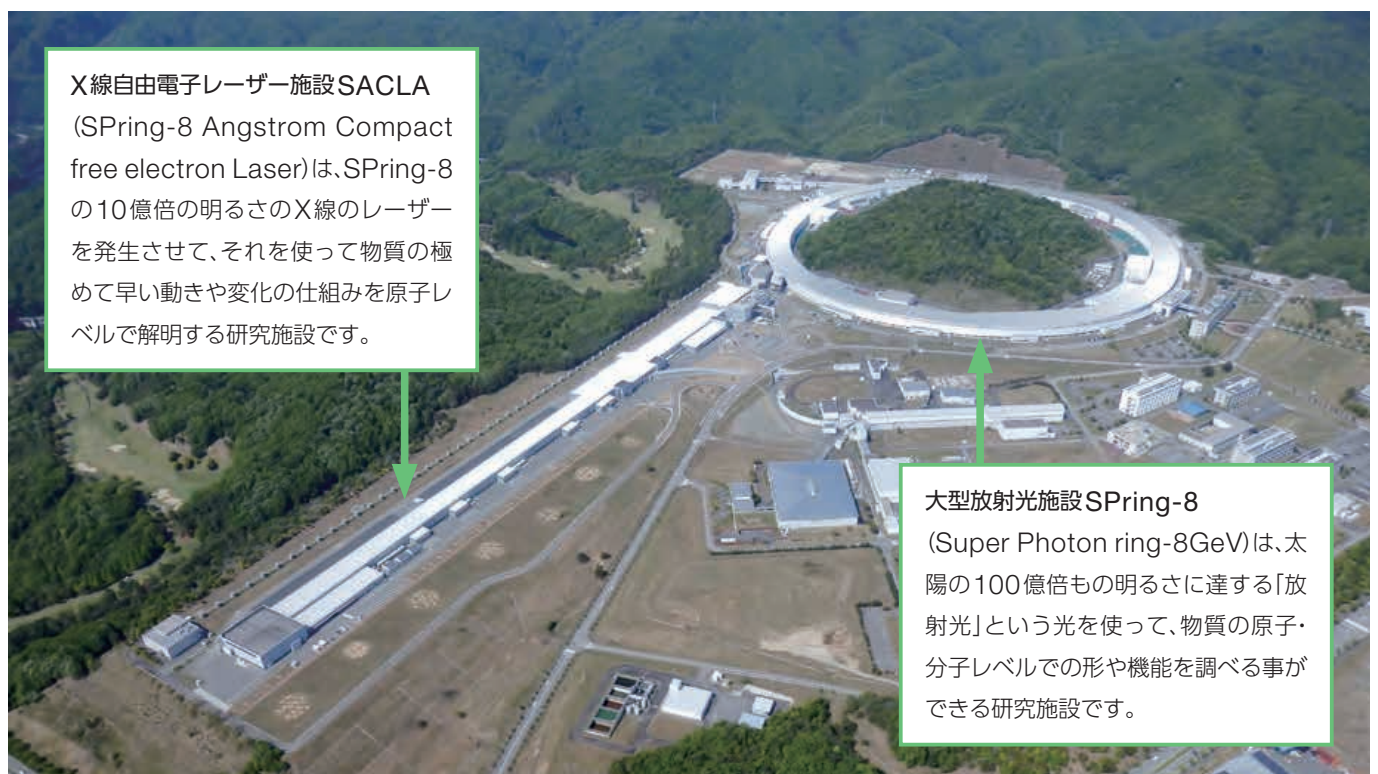 X線自由電子レーザー施設SACLA
(SPring-8 Angstrom Compact
free electron Laser)は、SPring-8
の10億倍の明るさのX線のレーザー
を発生させて、それを使って物質の極
めて早い動きや変化の仕組みを原子レ
ベルで解明する研究施設です。
大型放射光施設SPring-8
(Super Photon ring-8GeV)は、太
陽の100億倍もの明るさに達する「放
射光」という光を使って、物質の原子・
分子レベルでの形や機能を調べる事が
できる研究施設です。